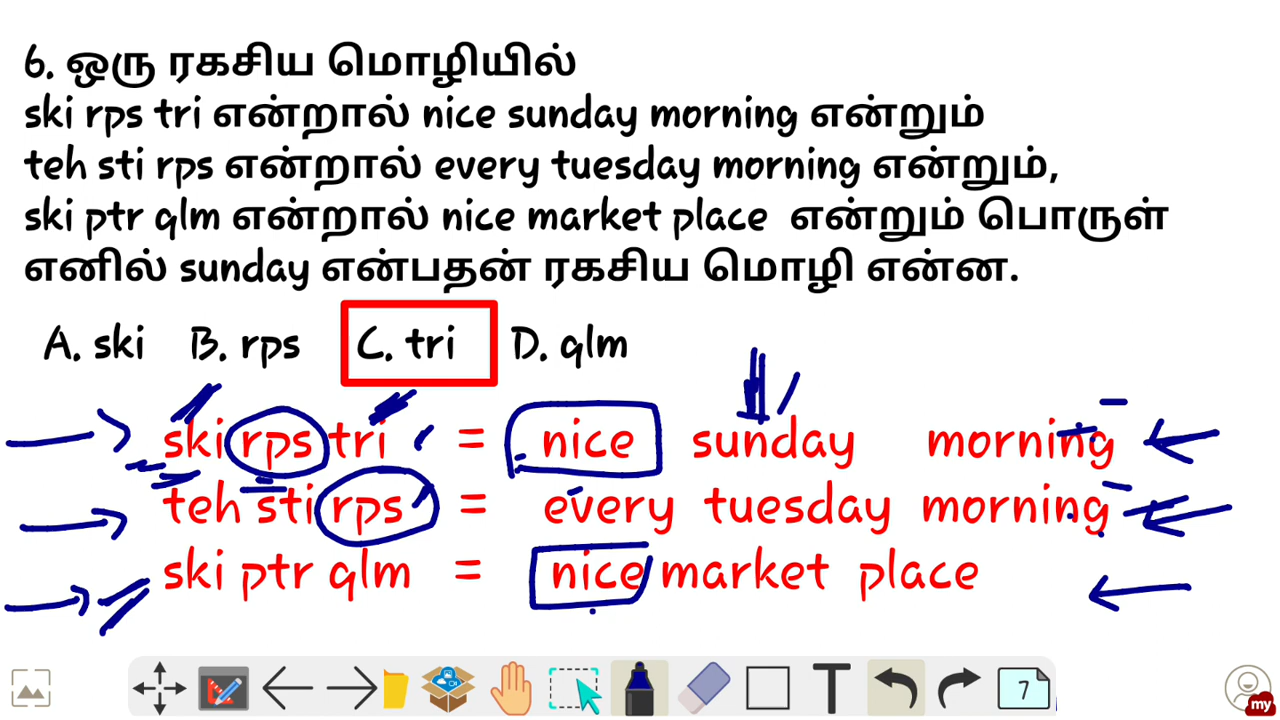 6. ஒரு ரகசிய மொழியில்
ski rps tri என்றால் nice sunday morning என்றும்
teh sti rps என்றால் every tuesday morning என்றும்,
ski ptr qlm என்றால் nice market place என்றும் பொருள்
எனில் sunday என்பதன் ரகசிய மொழி என்ன.
A. ski B. rps C. tri D. qlm
ski rps tri = nice sunday morning
teh sti rps = every tuesday morning
ski ptr qlm = nice market place
T 7
my